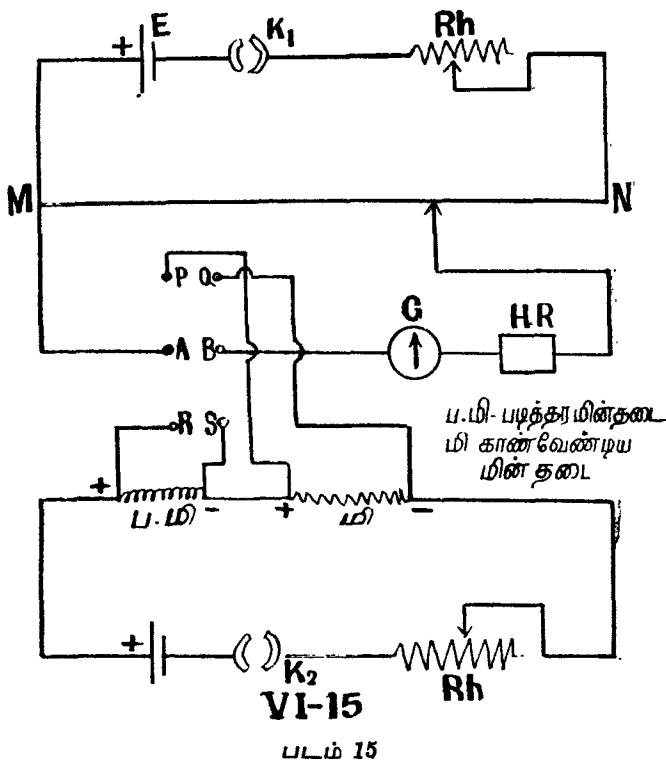 + E K₁ Rh
M N
P Q
A B G H.R
R S
ப.மி- படித்தர மின்தடை
மி காண்வேண்டிய
மின் தடை
+ ப.மி - + மி -
+ K₂ Rh
VI-15
படம் 15